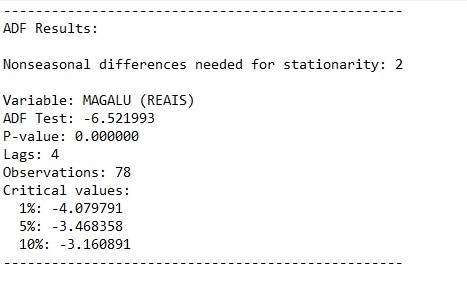 --------------------------------------------------
ADF Results:
Nonseasonal differences needed for stationarity: 2
Variable: MAGALU (REAIS)
ADF Test: -6.521993
P-value: 0.000000
Lags: 4
Observations: 78
Critical values:
1%: -4.079791
5%: -3.468358
10%: -3.160891
--------------------------------------------------